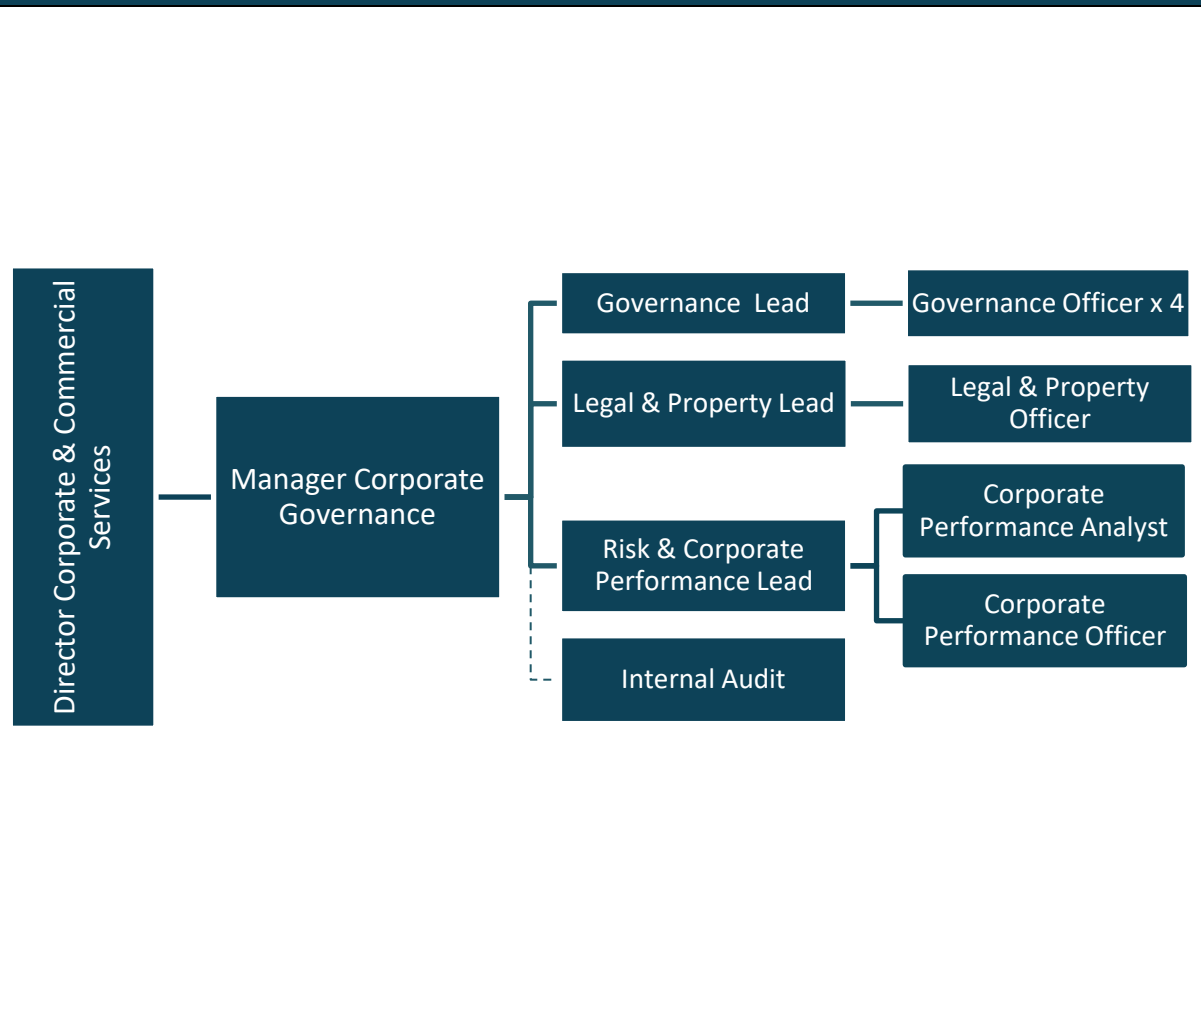 Director Corporate & Commercial
Services
Manager Corporate
Governance
Governance  Lead
Governance Officer x 4
Legal & Property Lead
Legal & Property
Officer
Risk & Corporate
Performance Lead
Corporate
Performance Analyst
Corporate
Performance Officer
Internal Audit